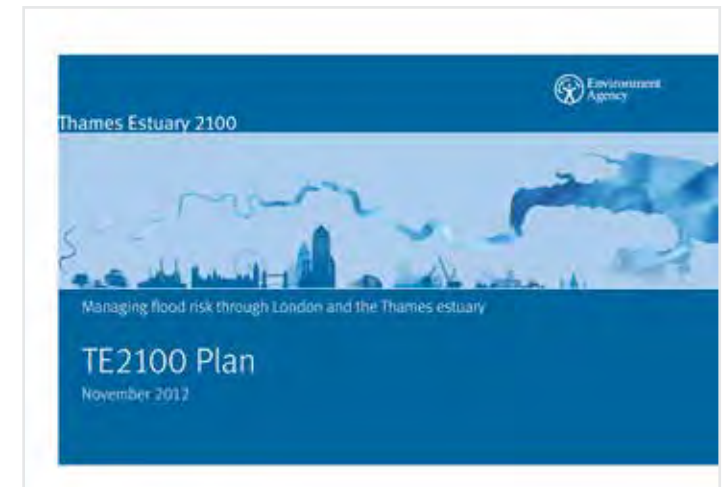 Environment
Agency
Thames Estuary 2100
Managing flood risk through London and the Thames estuary
TE2100 Plan
November 2012